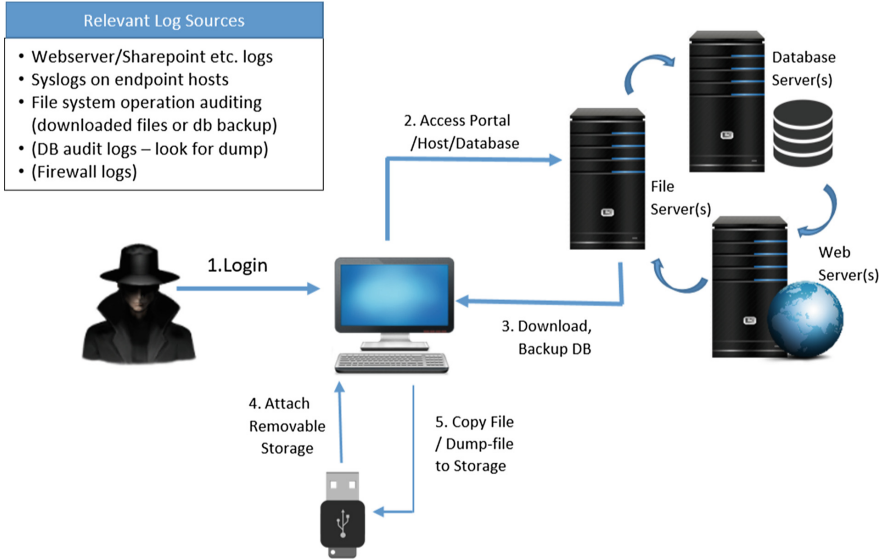 Relevant Log Sources
• Webserver/Sharepoint etc. logs
• Syslogs on endpoint hosts
• File system operation auditing
(downloaded files or db backup)
• (DB audit logs – look for dump)
• (Firewall logs)
Database
Server(s)
2. Access Portal
/Host/Database
File
Server(s)
Web
Server(s)
1.Login
3. Download,
Backup DB
4. Attach
Removable
Storage
5. Copy File
/ Dump-file
to Storage